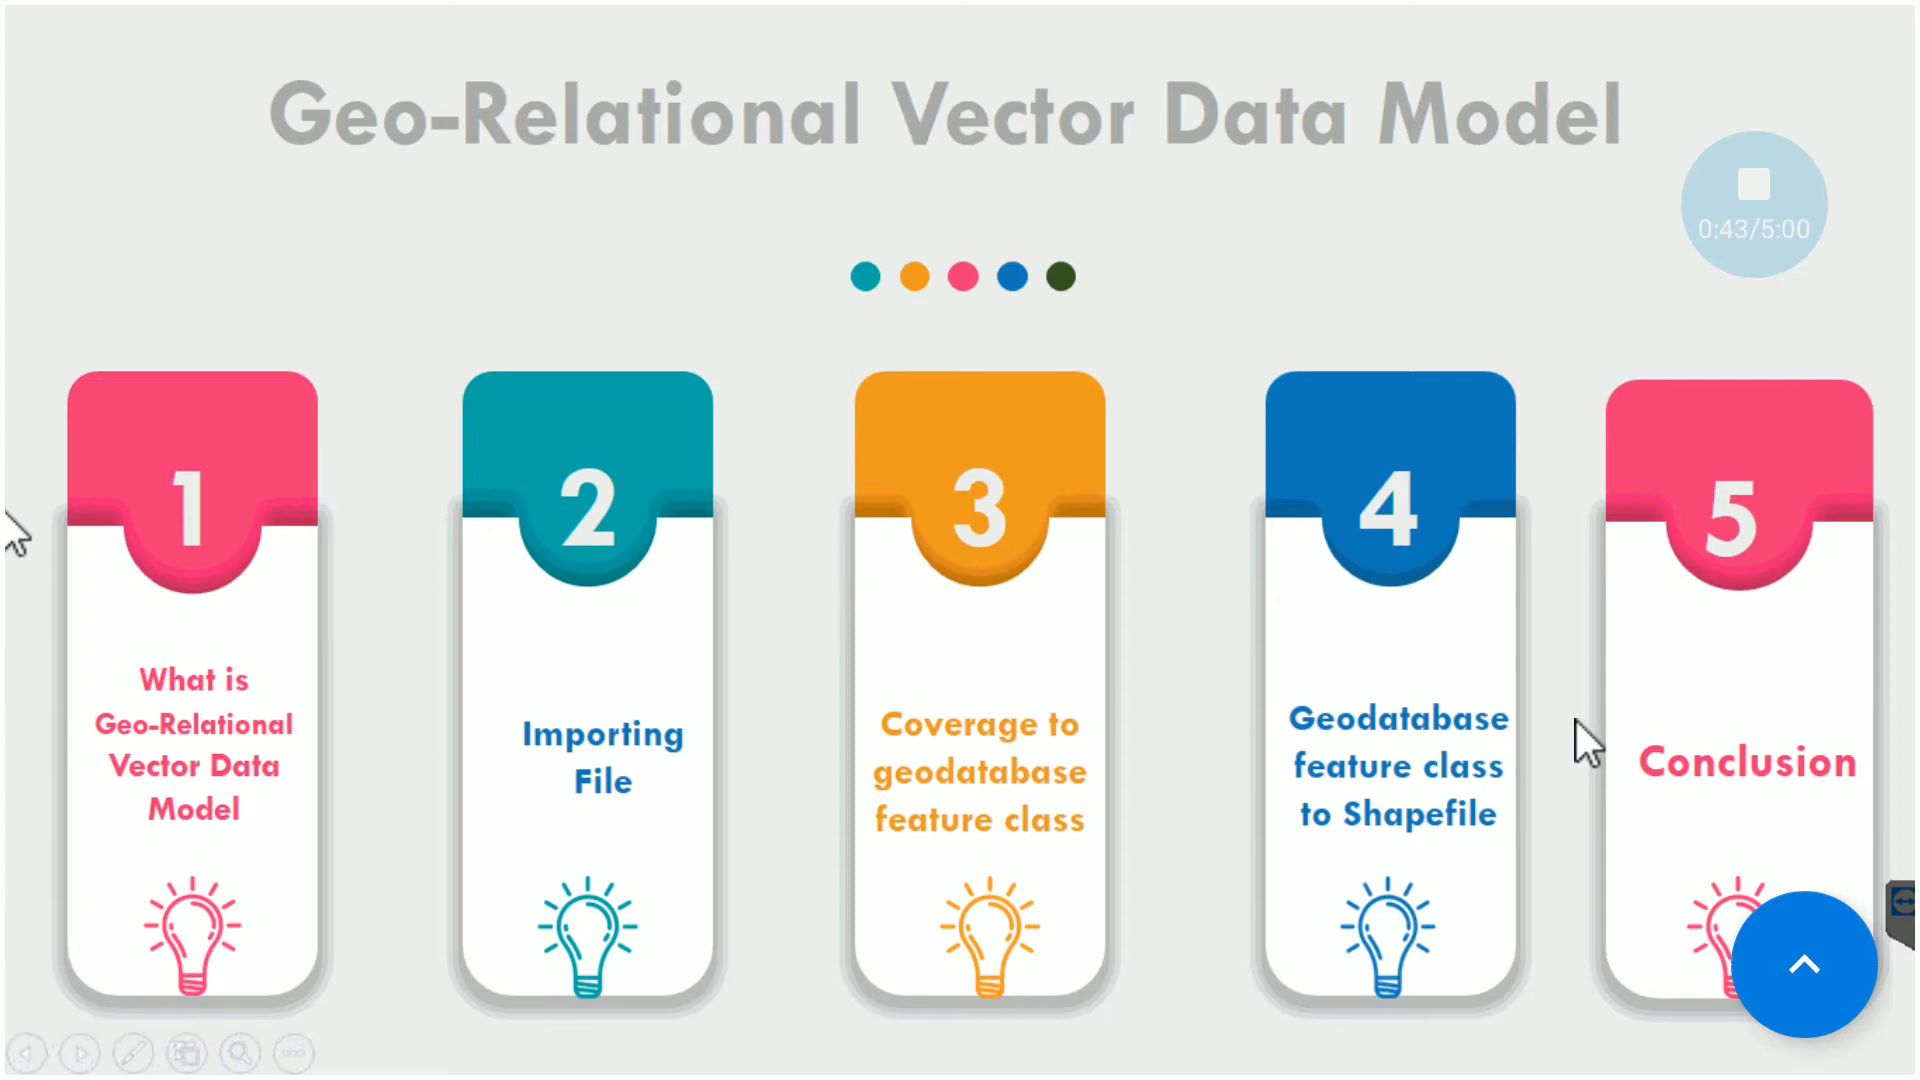 Geo-Relational Vector Data Model
0:43/5:00
1
What is
Geo-Relational
Vector Data
Model
2
Importing
File
3
Coverage to
geodatabase
feature class
4
Geodatabase
feature class
to Shapefile
5
Conclusion